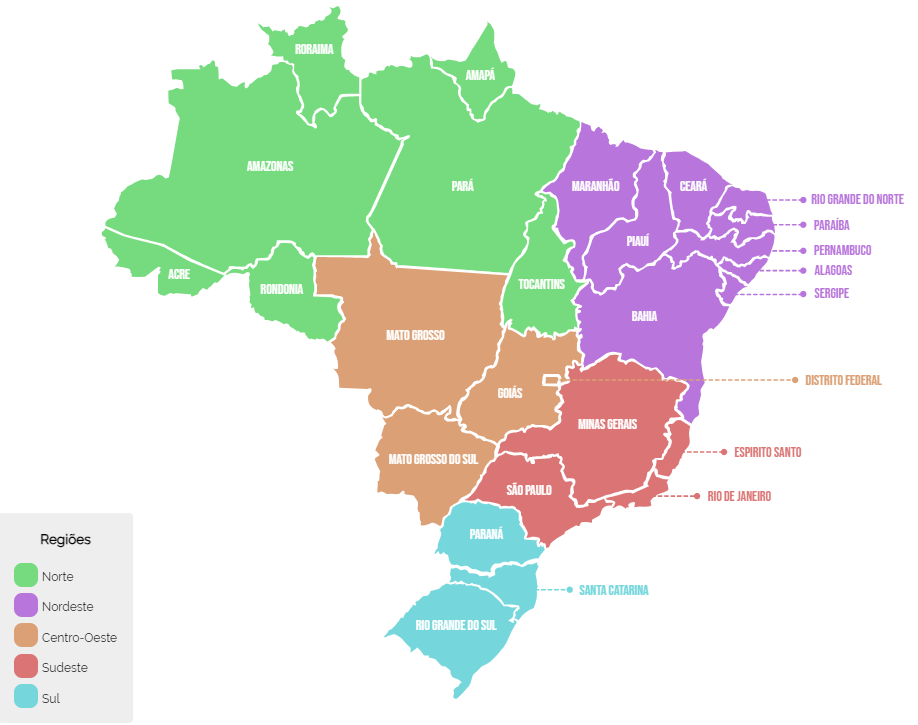 RORAIMA
AMAPÁ
AMAZONAS
PARÁ
MARANHÃO
CEARÁ
RIO GRANDE DO NORTE
PARAÍBA
PIAUÍ
PERNAMBUCO
ACRE
ALAGOAS
RONDONIA
TOCANTINS
SERGIPE
BAHIA
MATO GROSSO
DISTRITO FEDERAL
GOIÁS
MINAS GERAIS
ESPIRITO SANTO
MATO GROSSO DO SUL
SÃO PAULO
RIO DE JANEIRO
PARANÁ
SANTA CATARINA
RIO GRANDE DO SUL
Regiões
Norte
Nordeste
Centro-Oeste
Sudeste
Sul